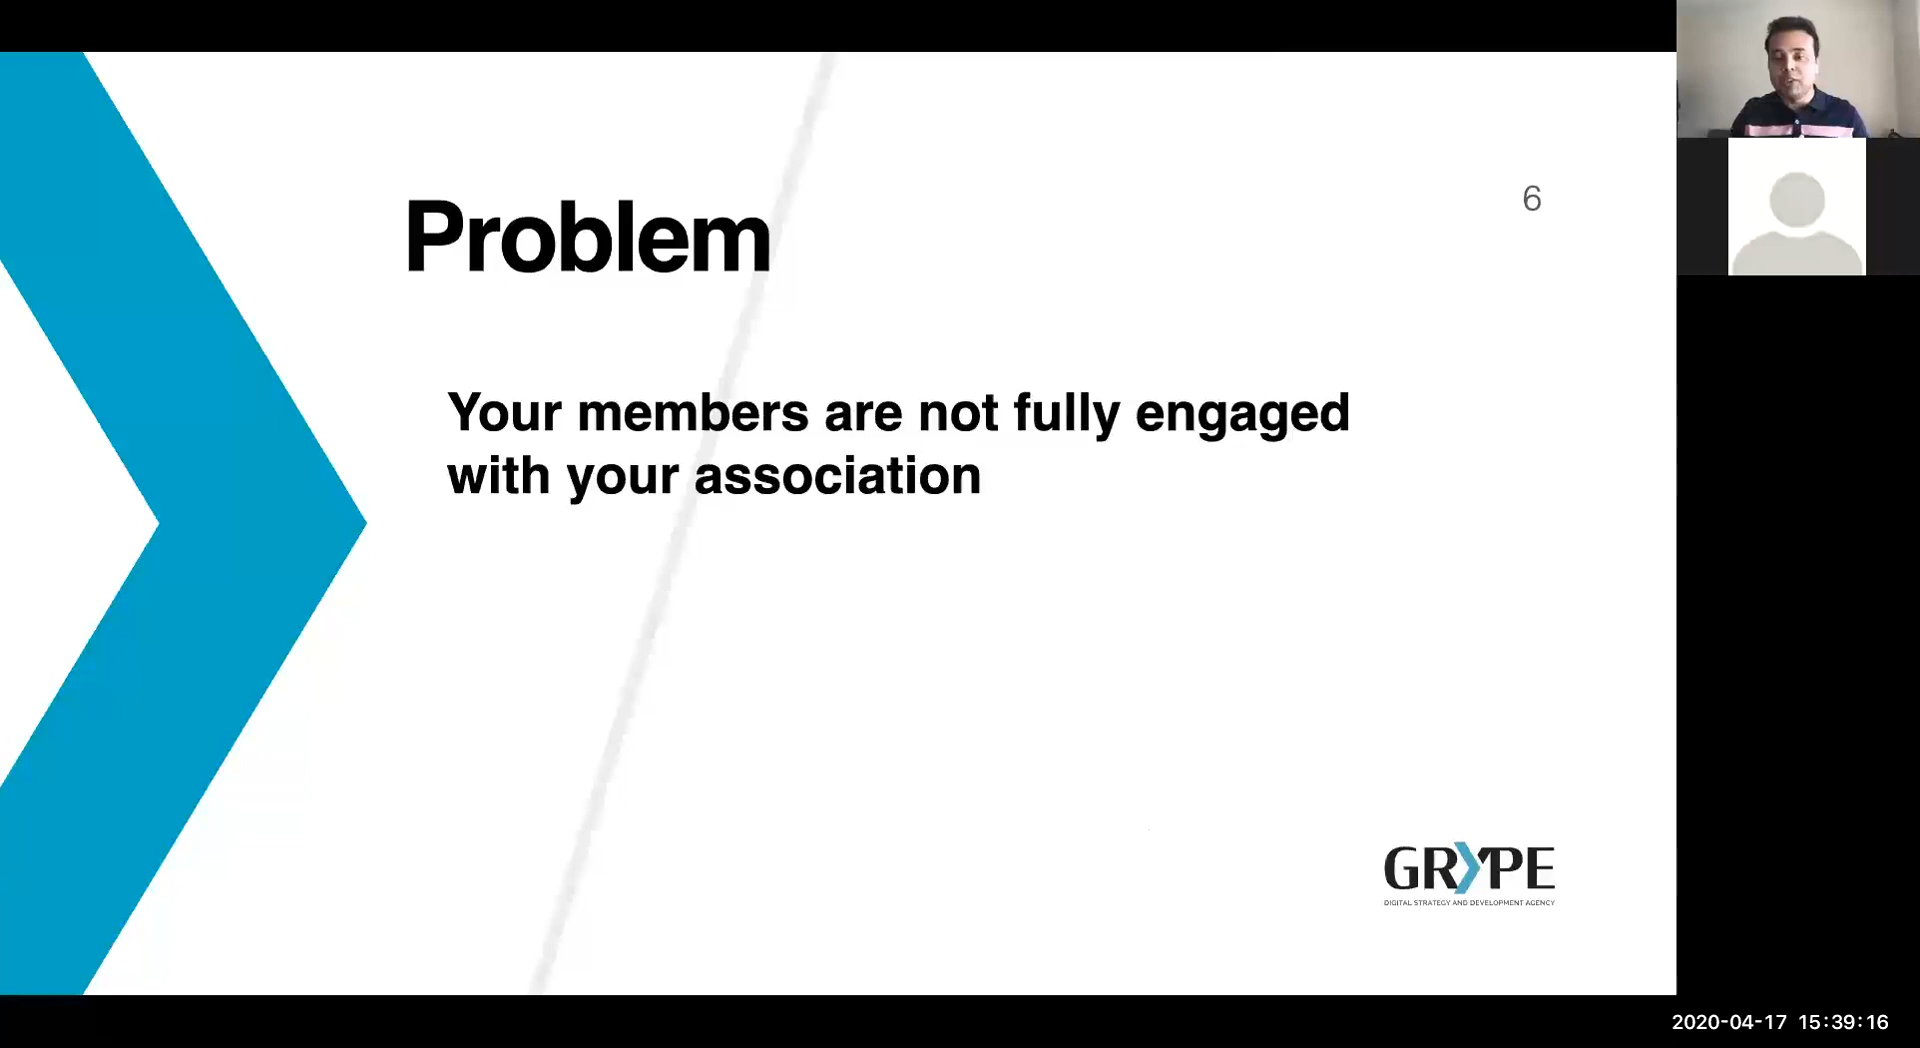 Problem
6
Your members are not fully engaged
with your association
GRYPE
DIGITAL STRATEGY AND DEVELOPMENT AGENCY
2020-04-17 15:39:16